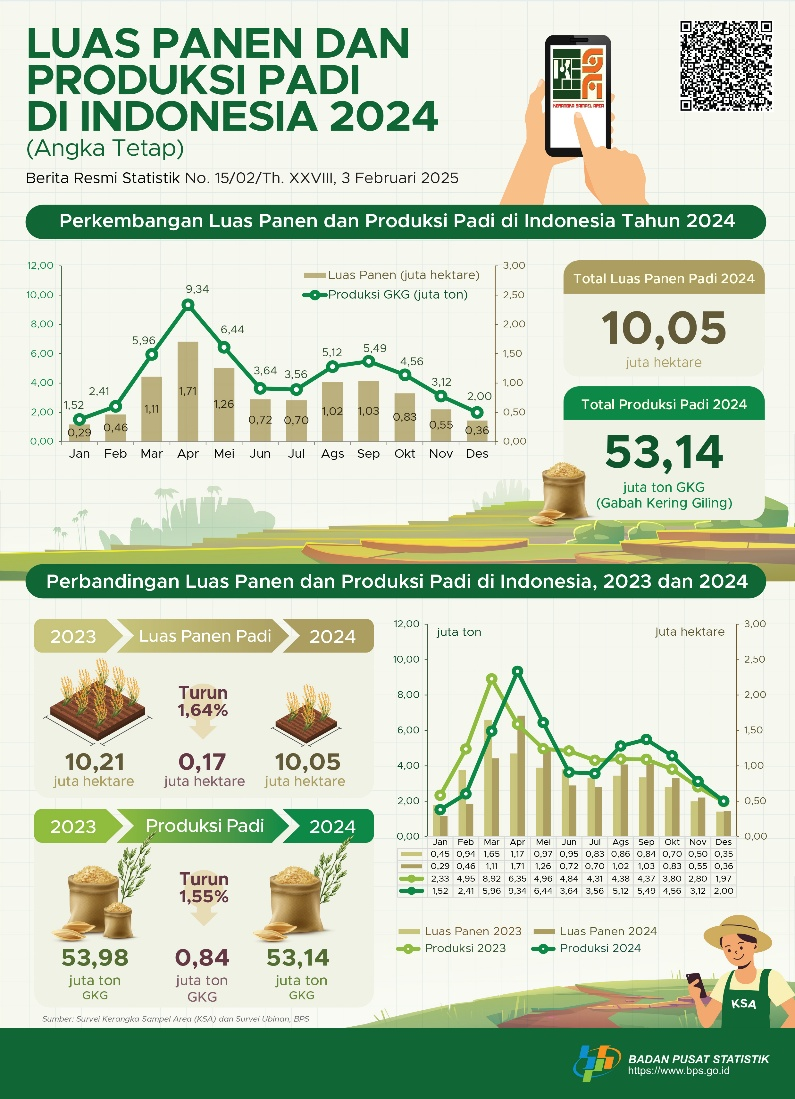 LUAS PANEN DAN
PRODUKSI PADI
DI INDONESIA 2024
(Angka Tetap)
Berita Resmi Statistik No. 15/02/Th. XXVIII, 3 Februari 2025
KERANGKA SAMPEL AREA
Perkembangan Luas Panen dan Produksi Padi di Indonesia Tahun 2024
12,00
10,00
8,00
6,00
4,00
2,00
0,00
Luas Panen (juta hektare)
Produksi GKG (juta ton)
3,00
2,50
2,00
1,50
1,00
0,50
0,00
1,52 2,41 5,96 9,34 6,44 3,64 3,56 5,12 5,49 4,56 3,12 2,00
0,29 0,46 1,11 1,71 1,26 0,72 0,70 1,02 1,03 0,83 0,55 0,36
Jan Feb Mar Apr Mei Jun Jul Ags Sep Okt Nov Des
Total Luas Panen Padi 2024
10,05
juta hektare
Total Produksi Padi 2024
53,14
juta ton GKG
(Gabah Kering Giling)
Perbandingan Luas Panen dan Produksi Padi di Indonesia, 2023 dan 2024
2023 Luas Panen Padi 2024
Turun
1,64%
10,21 0,17 10,05
juta hektare juta hektare juta hektare
2023 Produksi Padi 2024
Turun
1,55%
53,98 0,84 53,14
juta ton juta ton juta ton
GKG GKG GKG
Sumber: Survei Kerangka Sampel Area (KSA) dan Survei Ubinan, BPS
juta ton juta hektare
12,00
10,00
8,00
6,00
4,00
2,00
0,00
3,00
2,50
2,00
1,50
1,00
0,50
0,00
Jan Feb Mar Apr Mei Jun Jul Ags Sep Okt Nov Des
0,45 0,94 1,65 1,17 0,97 0,95 0,83 0,86 0,84 0,70 0,50 0,35
0,29 0,46 1,11 1,71 1,26 0,72 0,70 1,02 1,03 0,83 0,55 0,36
2,33 4,95 8,92 6,35 4,96 4,84 4,31 4,38 4,37 3,80 2,80 1,97
1,52 2,41 5,96 9,34 6,44 3,64 3,56 5,12 5,49 4,56 3,12 2.00
Luas Panen 2023 Luas Panen 2024
Produksi 2023 Produksi 2024
KSA
BADAN PUSAT STATISTIK
https://www.bps.go.id